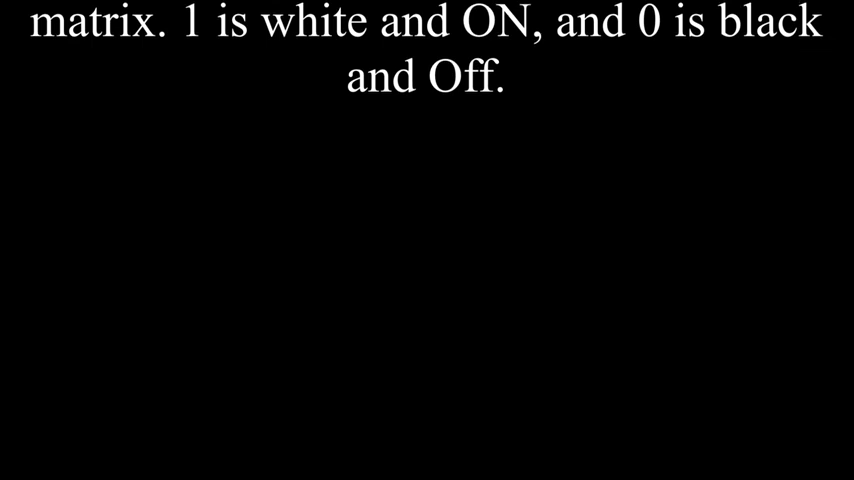 matrix. 1 is white and ON, and 0 is black
and Off.